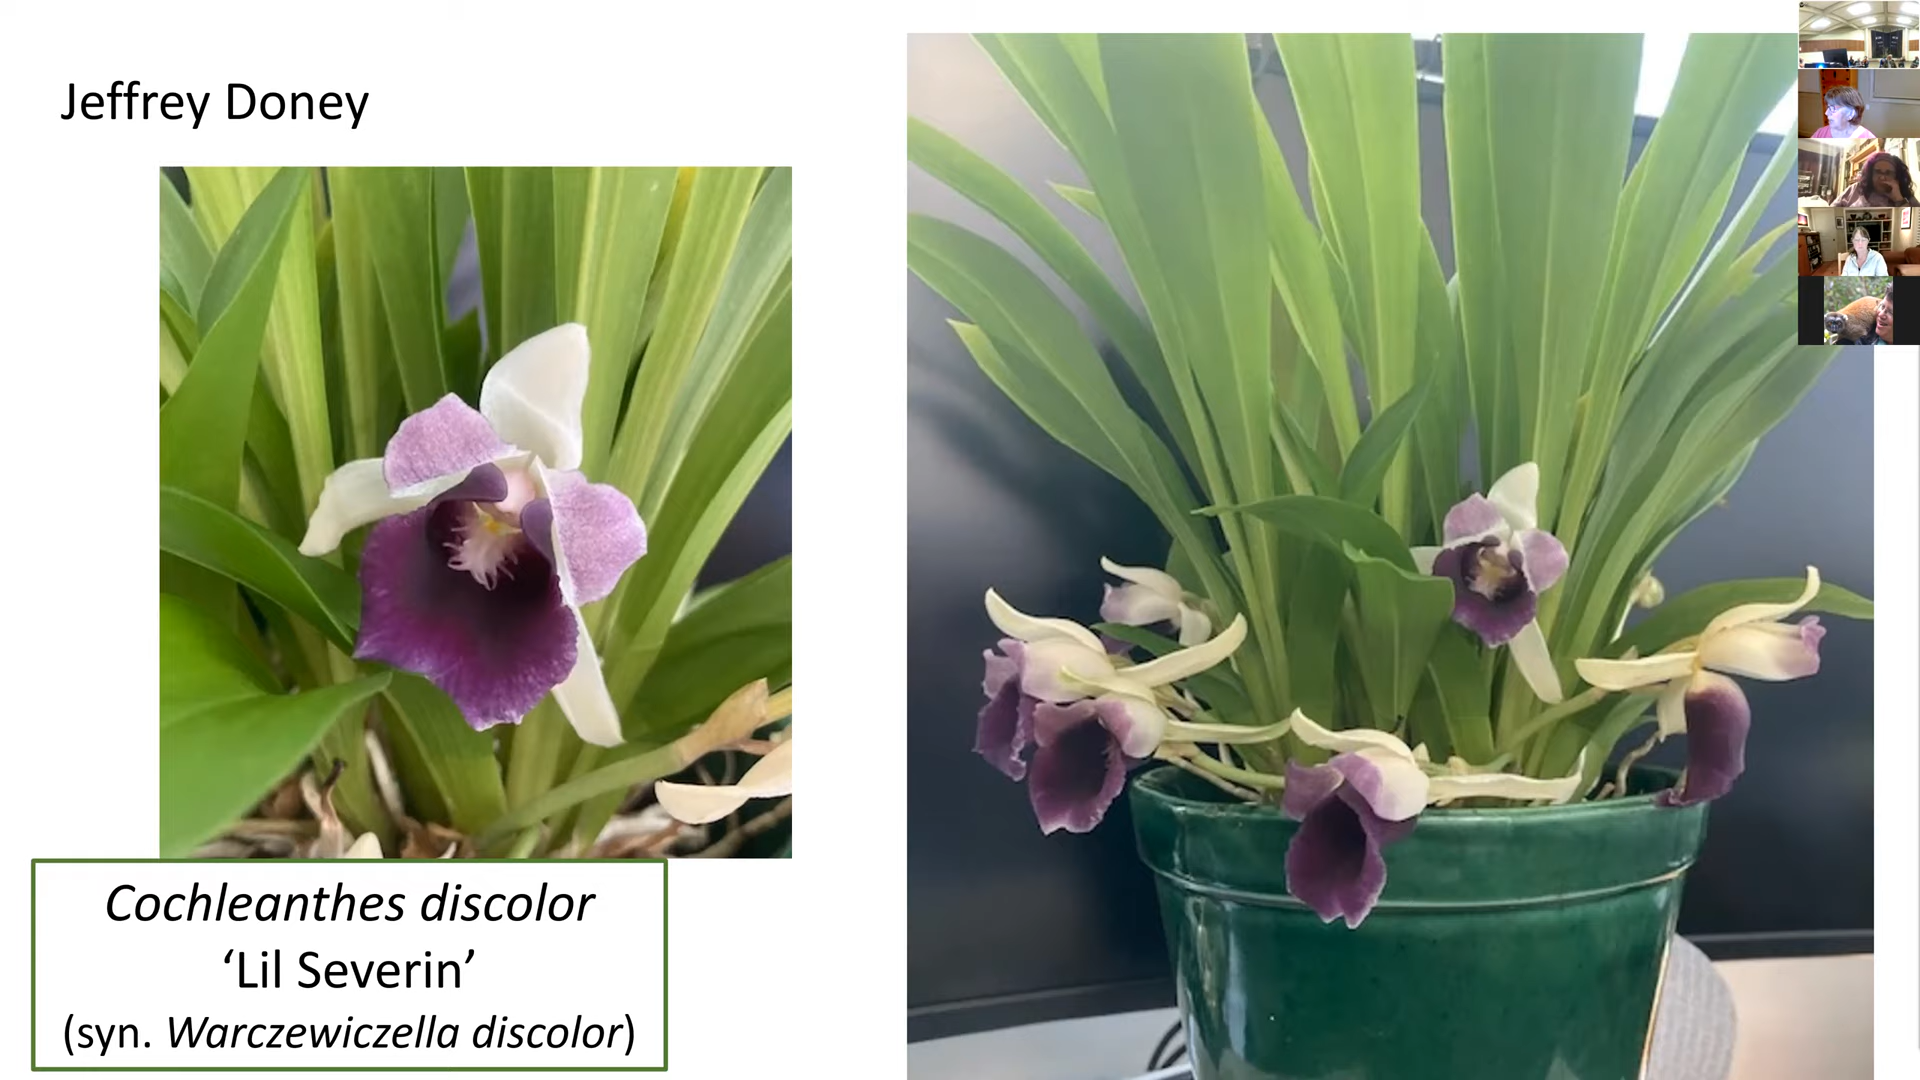 Jeffrey Doney
Cochleanthes discolor
‘Lil Severin’
(syn. Warczewiczella discolor)